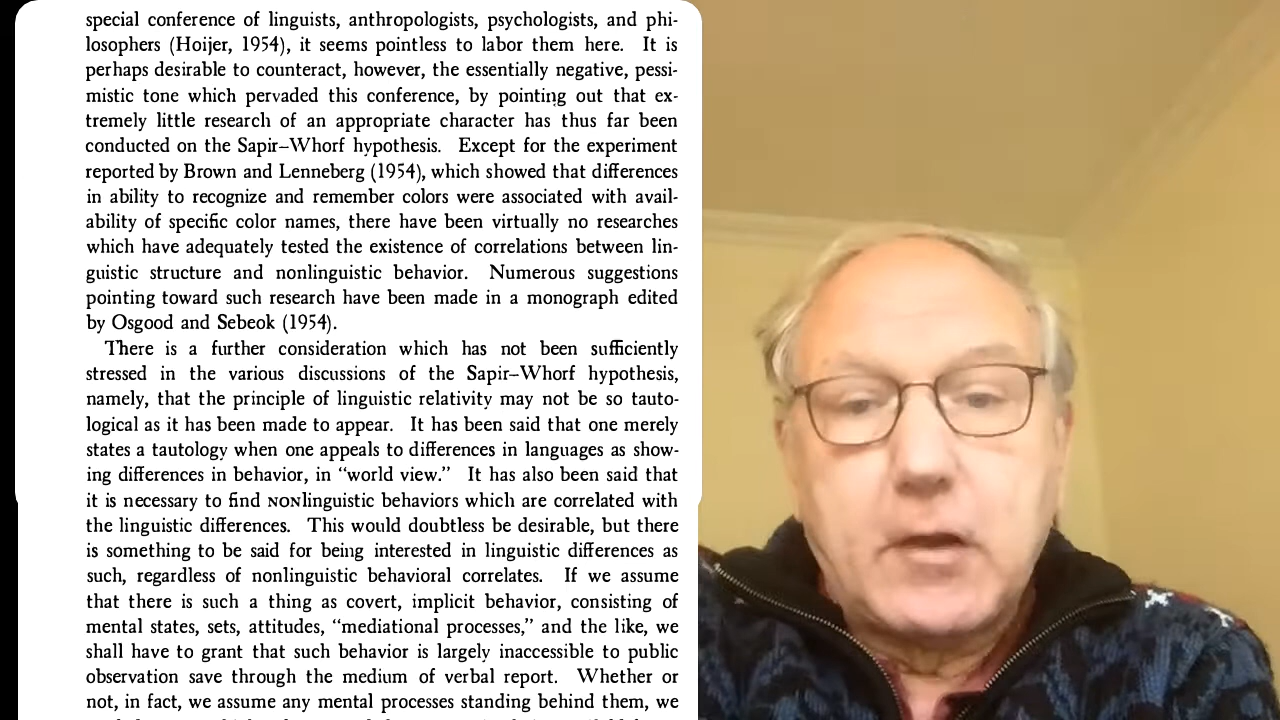 special conference of linguists, anthropologists, psychologists, and phi-
losophers (Hoijer, 1954), it seems pointless to labor them here. It is
perhaps desirable to counteract, however, the essentially negative, pessi-
mistic tone which pervaded this conference, by pointing out that ex-
tremely little research of an appropriate character has thus far been
conducted on the Sapir–Whorf hypothesis. Except for the experiment
reported by Brown and Lenneberg (1954), which showed that differences
in ability to recognize and remember colors were associated with avail-
ability of specific color names, there have been virtually no researches
which have adequately tested the existence of correlations between lin-
guistic structure and nonlinguistic behavior. Numerous suggestions
pointing toward such research have been made in a monograph edited
by Osgood and Sebeok (1954).
There is a further consideration which has not been sufficiently
stressed in the various discussions of the Sapir–Whorf hypothesis,
namely, that the principle of linguistic relativity may not be so tauto-
logical as it has been made to appear. It has been said that one merely
states a tautology when one appeals to differences in languages as show-
ing differences in behavior, in “world view.” It has also been said that
it is necessary to find NONlinguistic behaviors which are correlated with
the linguistic differences. This would doubtless be desirable, but there
is something to be said for being interested in linguistic differences as
such, regardless of nonlinguistic behavioral correlates. If we assume
that there is such a thing as covert, implicit behavior, consisting of
mental states, sets, attitudes, “mediational processes,” and the like, we
shall have to grant that such behavior is largely inaccessible to public
observation save through the medium of verbal report. Whether or
not, in fact, we assume any mental processes standing behind them, we